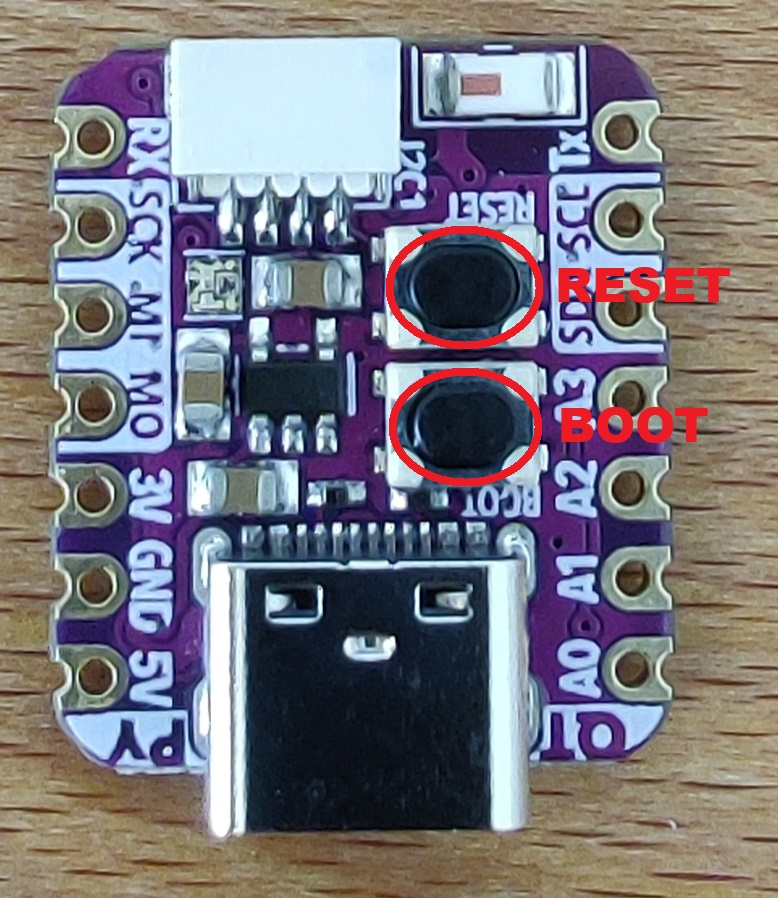 I2C1
Tx
RX
RESET
SCK
SCL
RESET
MI
MO
A3
BOOT
3V
BOOT
A2
GND
A1
5V
A0
PY
QT